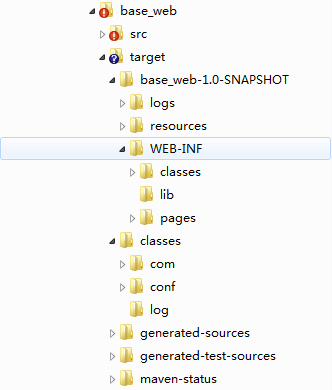 base_web
src
target
base_web-1.0-SNAPSHOT
logs
resources
WEB-INF
classes
lib
pages
classes
com
conf
log
generated-sources
generated-test-sources
maven-status